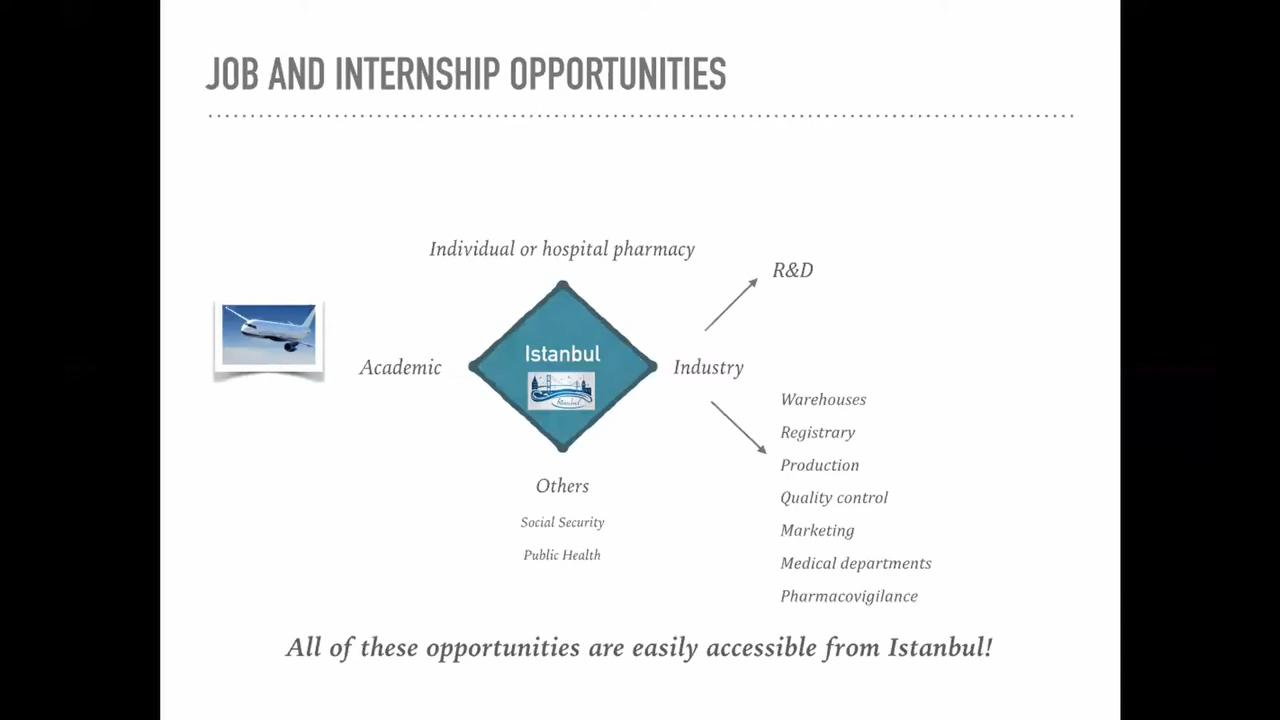 JOB AND INTERNSHIP OPPORTUNITIES
Individual or hospital pharmacy
R&D
Academic
Istanbul
Istanbul
Industry
Warehouses
Registrary
Production
Quality control
Marketing
Medical departments
Pharmacovigilance
Others
Social Security
Public Health
All of these opportunities are easily accessible from Istanbul!